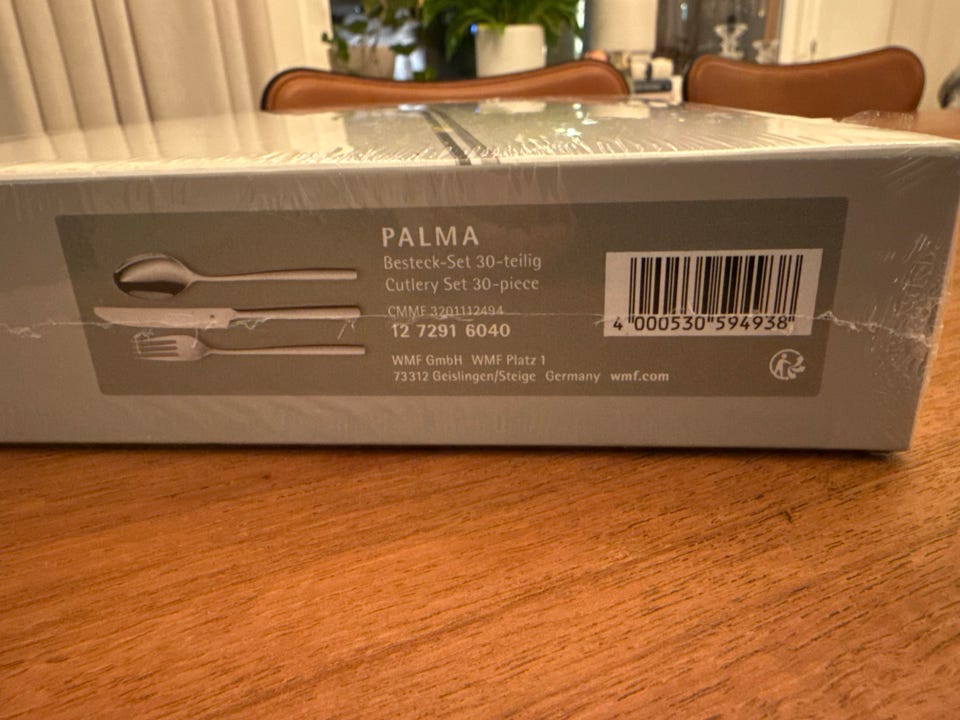 PALMA
Besteck-Set 30-teilig
Cutlery Set 30-piece
CMMF 3201112494
12 7291 6040
WMF GmbH WMF Platz 1
73312 Geislingen/Steige Germany wmf.com
4 000530 594938